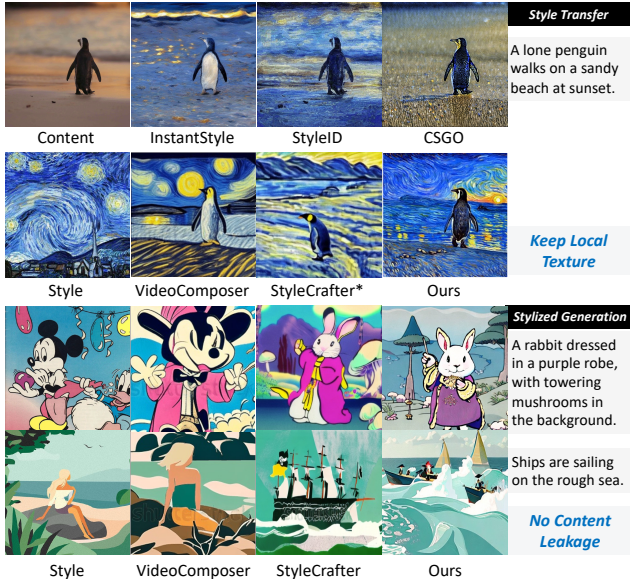 Style Transfer
A lone penguin
walks on a sandy
beach at sunset.
Content InstantStyle StyleID CSGO
Keep Local
Texture
Style VideoComposer StyleCrafter* Ours
Stylized Generation
A rabbit dressed
in a purple robe,
with towering
mushrooms in
the background.
Ships are sailing
on the rough sea.
No Content
Leakage
Style VideoComposer StyleCrafter Ours